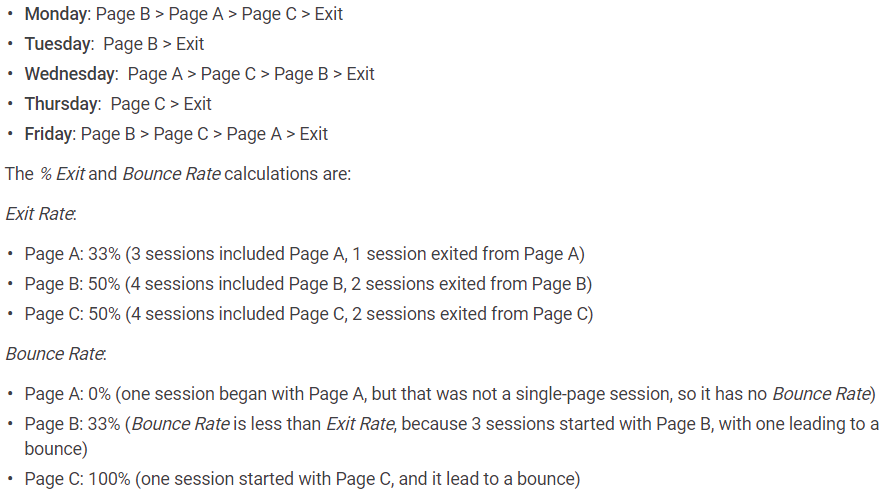 • Monday: Page B > Page A > Page C > Exit
• Tuesday:  Page B > Exit
• Wednesday:  Page A > Page C > Page B > Exit
• Thursday:  Page C > Exit
• Friday: Page B > Page C > Page A > Exit
The % Exit and Bounce Rate calculations are:
Exit Rate:
• Page A: 33% (3 sessions included Page A, 1 session exited from Page A)
• Page B: 50% (4 sessions included Page B, 2 sessions exited from Page B)
• Page C: 50% (4 sessions included Page C, 2 sessions exited from Page C)
Bounce Rate:
• Page A: 0% (one session began with Page A, but that was not a single-page session, so it has no Bounce Rate)
• Page B: 33% (Bounce Rate is less than Exit Rate, because 3 sessions started with Page B, with one leading to a
bounce)
• Page C: 100% (one session started with Page C, and it lead to a bounce)